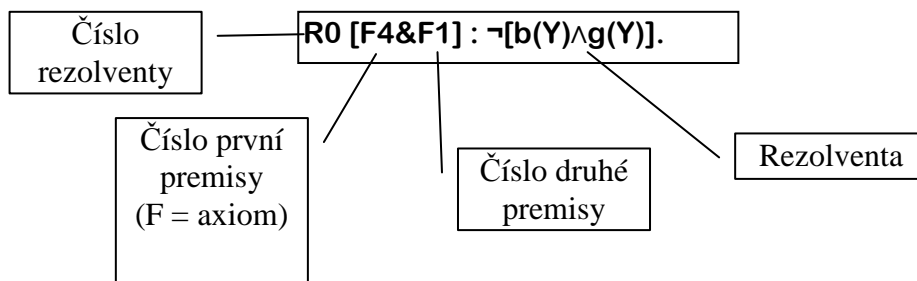 R0 [F4&F1] : ¬[b(Y)∧g(Y)].
Číslo
rezolventy
Číslo první
premisy
(F = axiom)
Číslo druhé
premisy
Rezolventa